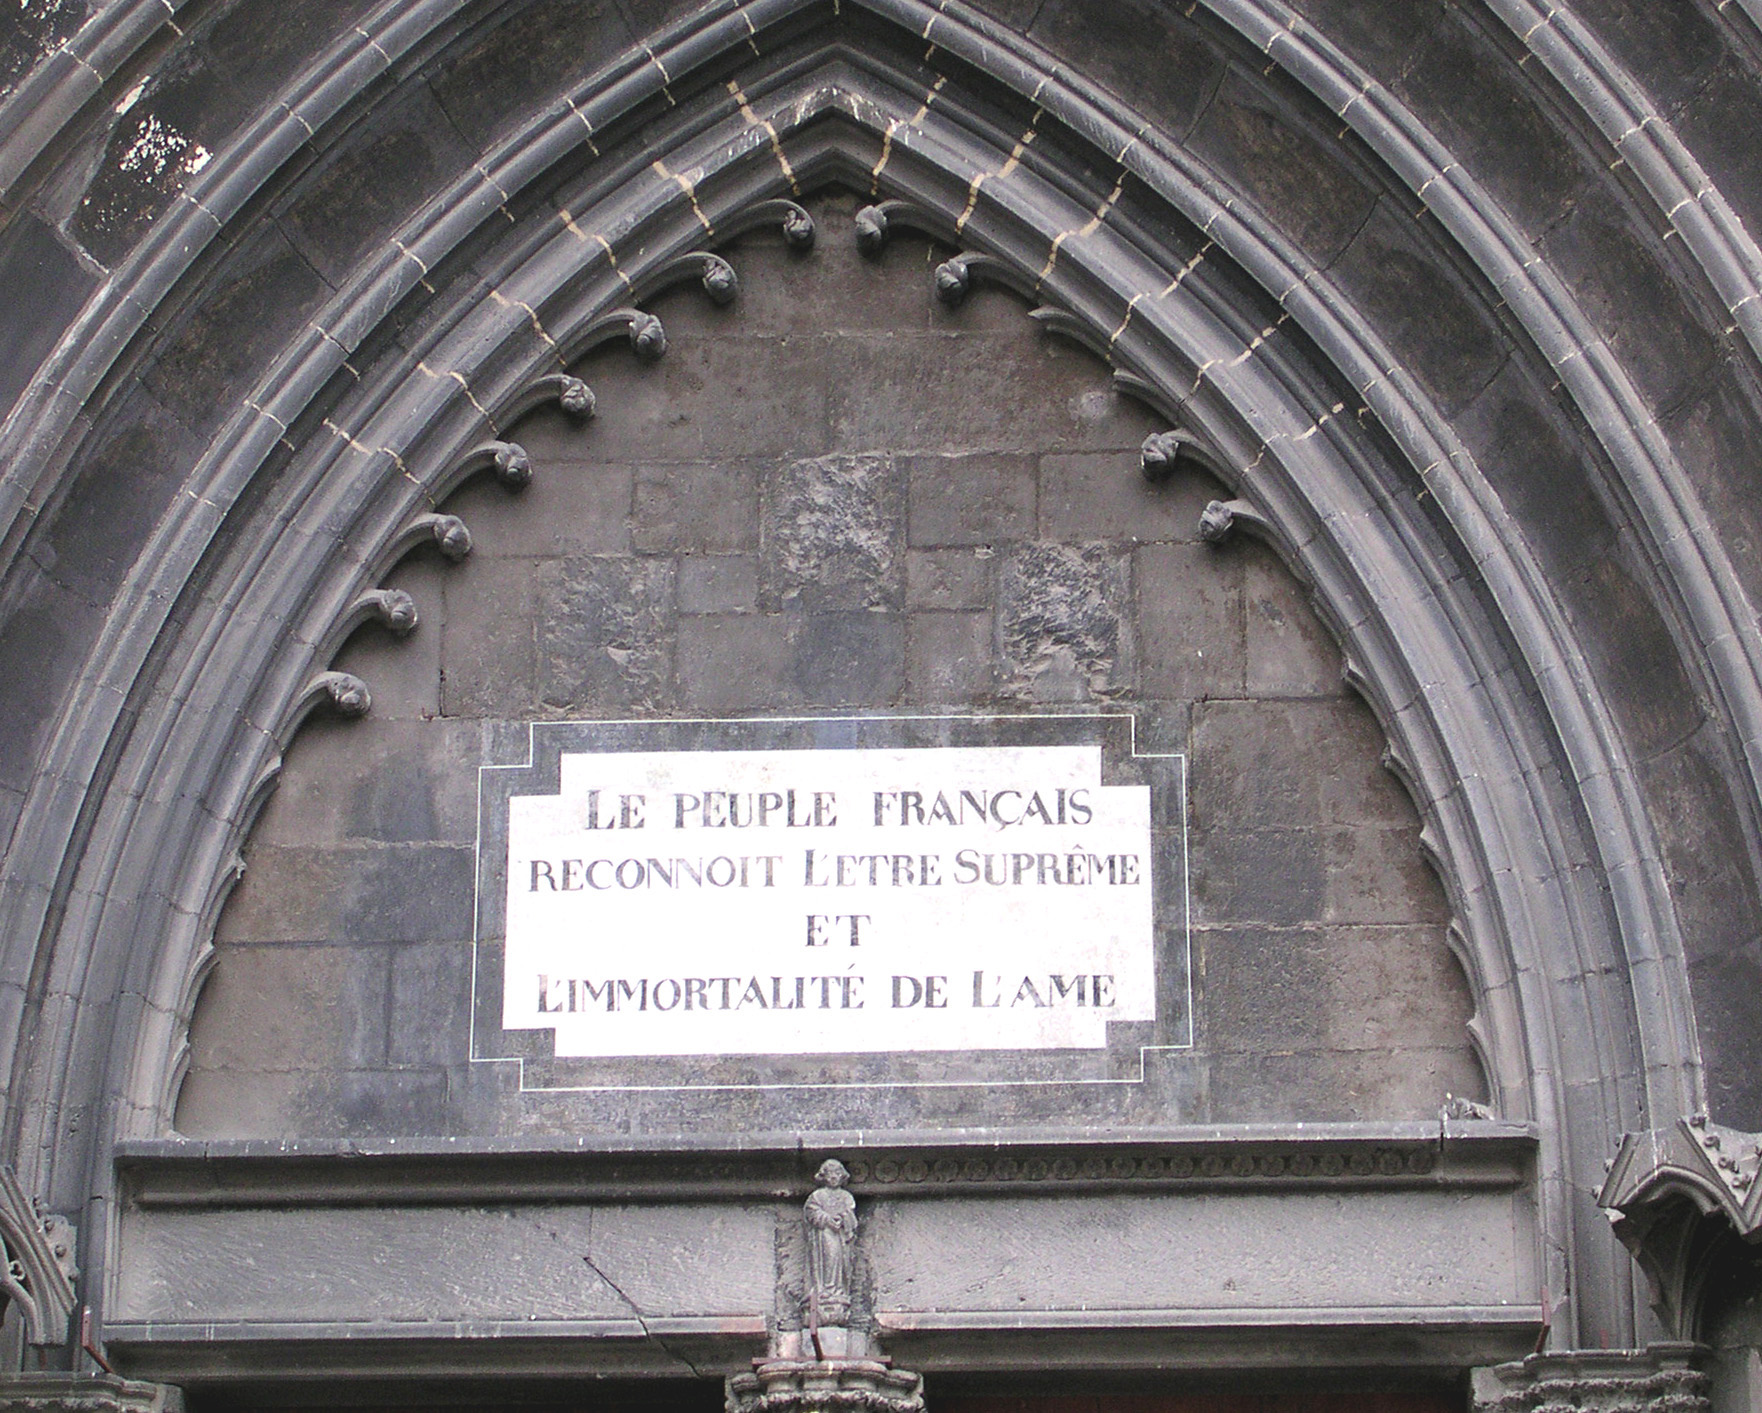 LE PEUPLE FRANÇAIS
RECONNOIT L'ETRE SUPRÊME
ET
L'IMMORTALITÉ DE L'AME